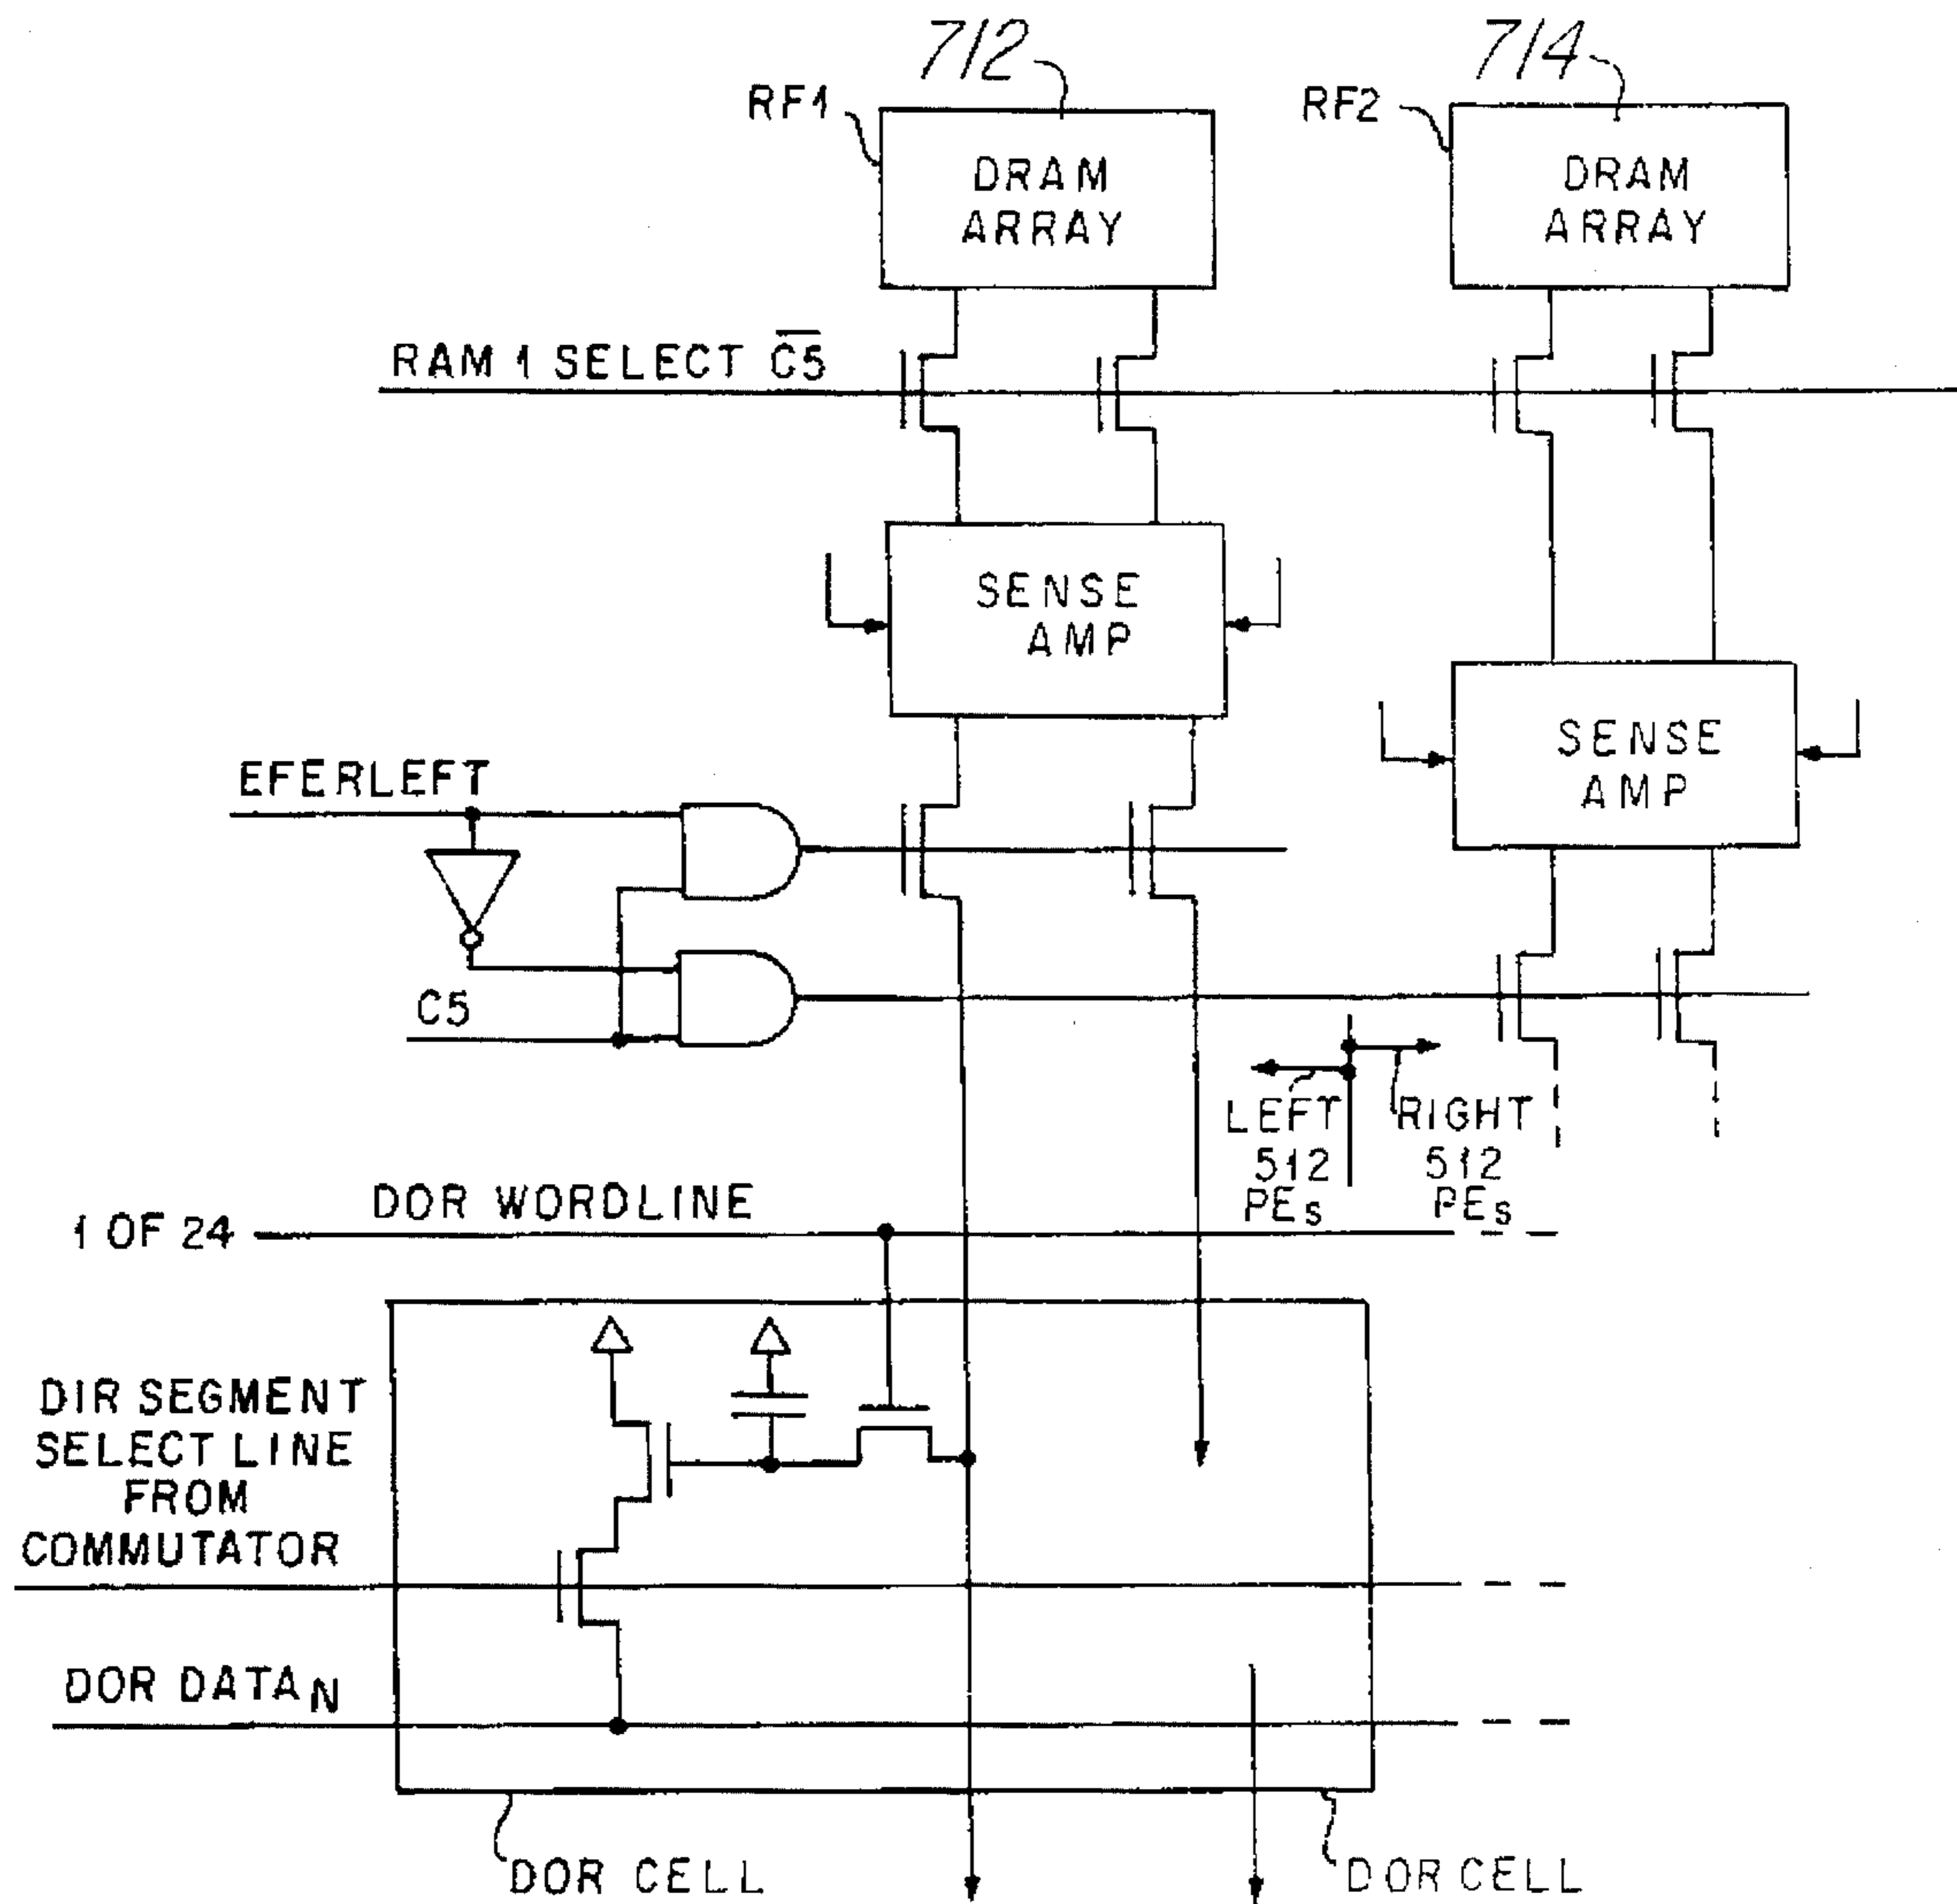 712
714
RF1
RF2
DRAM
ARRAY
DRAM
ARRAY
RAM 1 SELECT C̅5̅
SENSE
AMP
SENSE
AMP
EFERLEFT
C5
LEFT
512
PEs
RIGHT
512
PEs
DOR WORDLINE
1 OF 24
DIR SEGMENT
SELECT LINE
FROM
COMMUTATOR
DOR DATA N
DOR CELL
DOR CELL